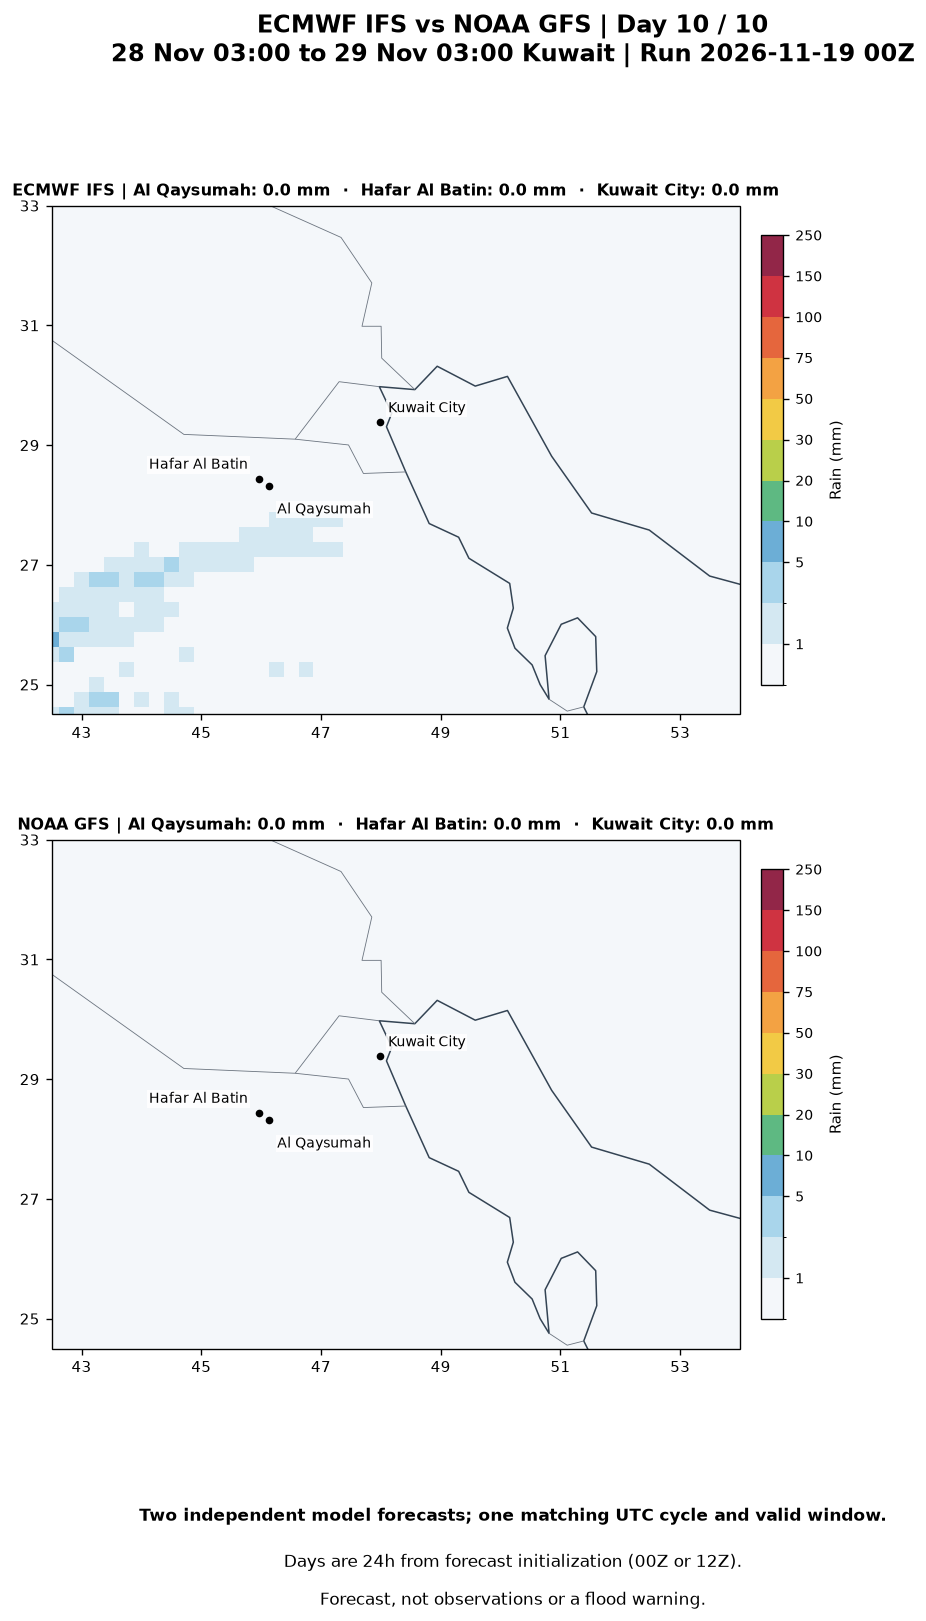 ECMWF IFS vs NOAA GFS | Day 10 / 10
28 Nov 03:00 to 29 Nov 03:00 Kuwait | Run 2026-11-19 00Z
ECMWF IFS | Al Qaysumah: 0.0 mm · Hafar Al Batin: 0.0 mm · Kuwait City: 0.0 mm
33
31
29
27
25
43 45 47 49 51 53
Kuwait City
Hafar Al Batin
Al Qaysumah
250
150
100
75
50
30
20
10
5
1
Rain (mm)
NOAA GFS | Al Qaysumah: 0.0 mm · Hafar Al Batin: 0.0 mm · Kuwait City: 0.0 mm
33
31
29
27
25
43 45 47 49 51 53
Kuwait City
Hafar Al Batin
Al Qaysumah
250
150
100
75
50
30
20
10
5
1
Rain (mm)
Two independent model forecasts; one matching UTC cycle and valid window.
Days are 24h from forecast initialization (00Z or 12Z).
Forecast, not observations or a flood warning.